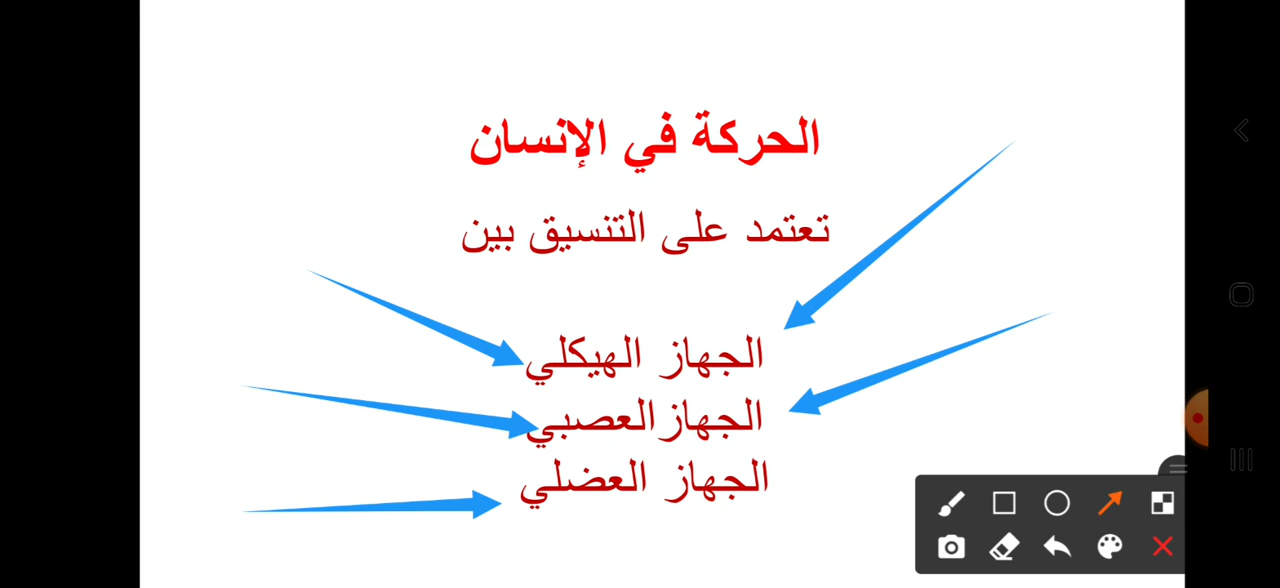 الحركة في الإنسان
تعتمد على التنسيق بين
الجهاز الهيكلي
الجهاز العصبي
الجهاز العضلي